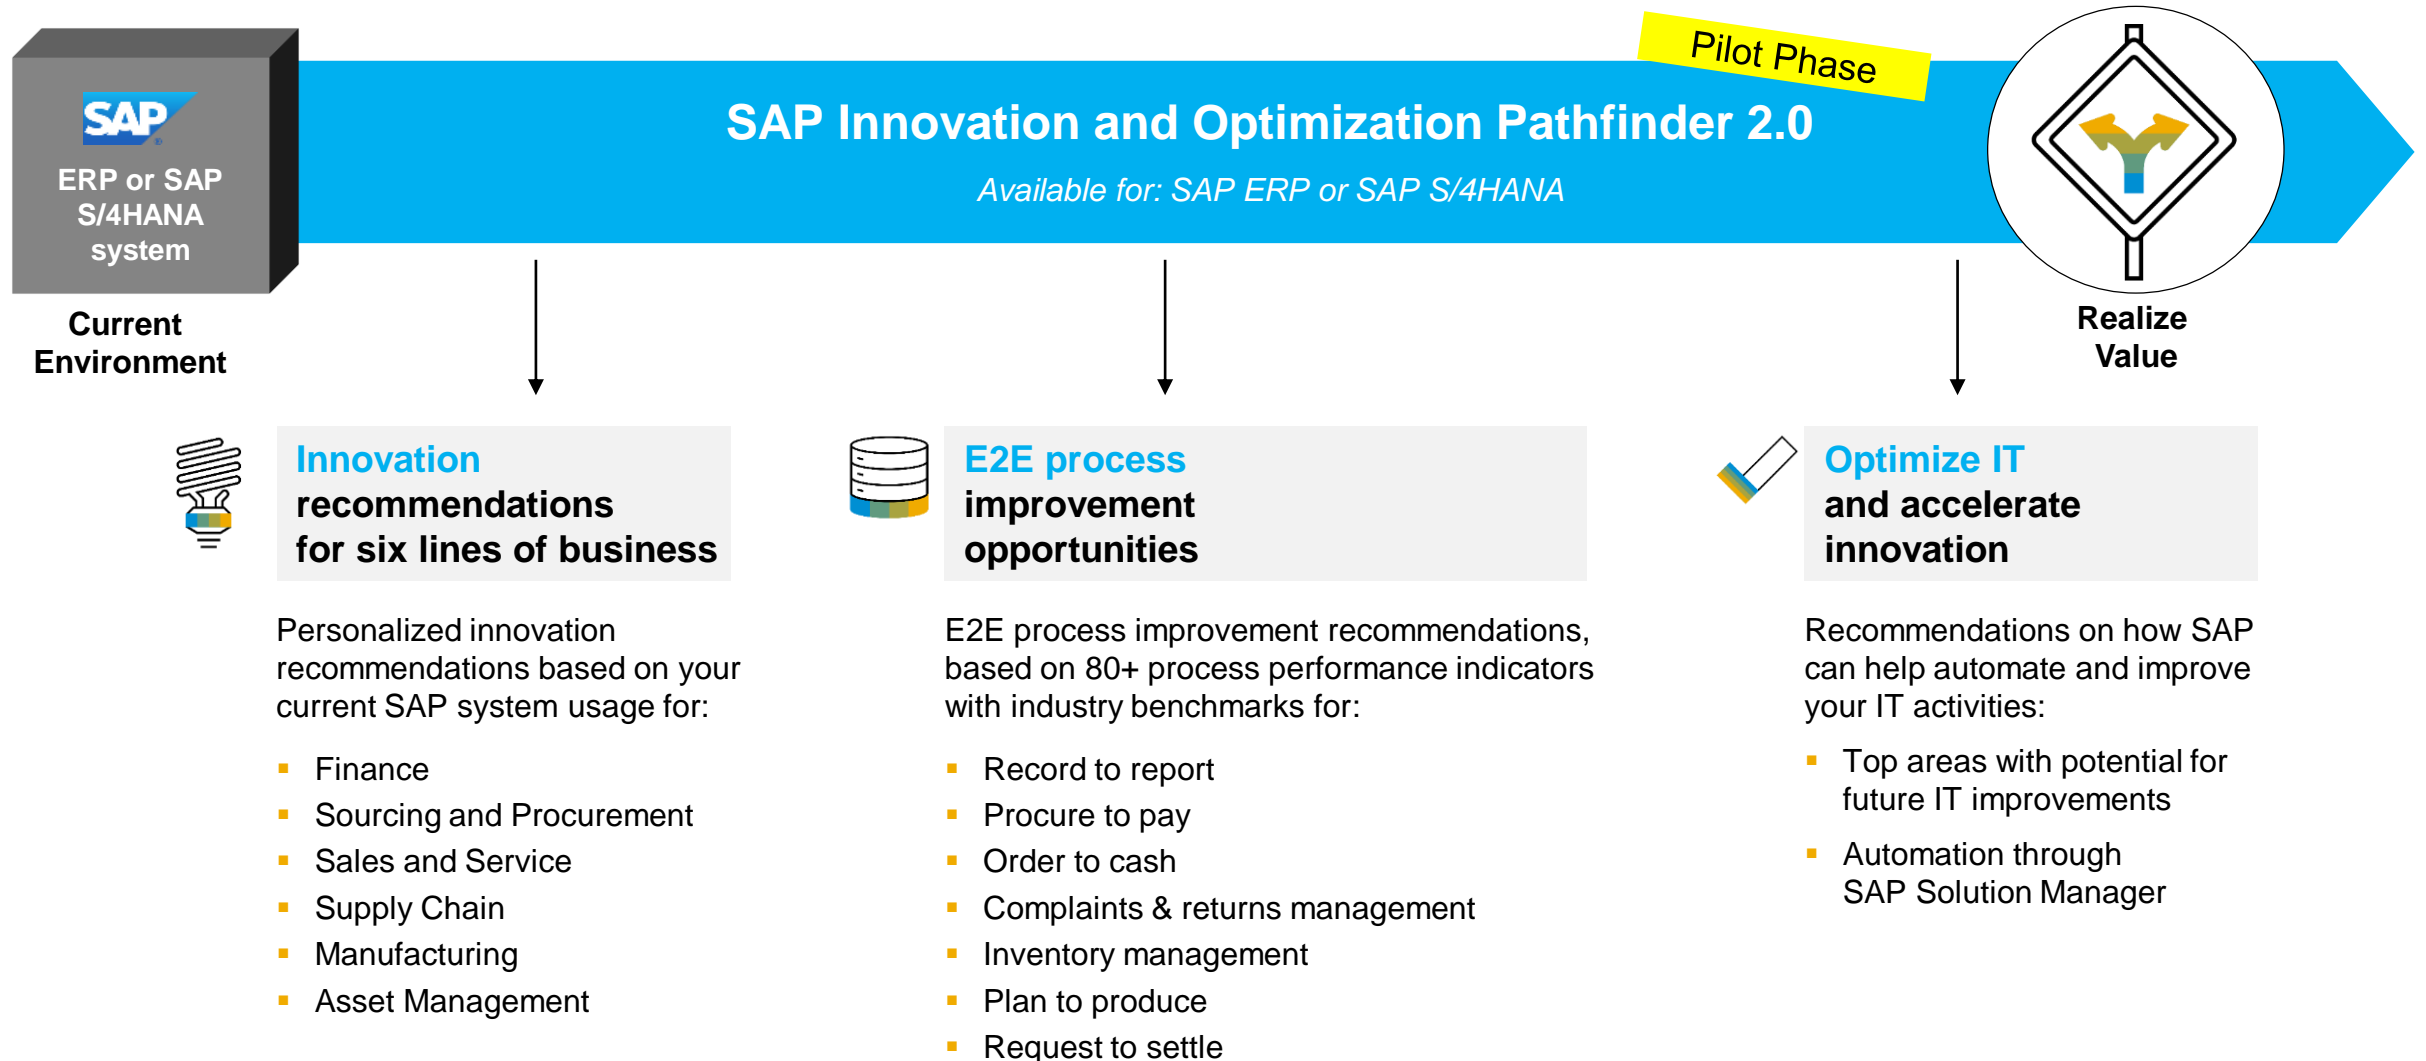 Pilot Phase
SAP
®
ERP or SAP
S/4HANA
system
SAP Innovation and Optimization Pathfinder 2.0
Available for: SAP ERP or SAP S/4HANA
Current
Environment
Realize
Value
Innovation
recommendations
for six lines of business
Personalized innovation
recommendations based on your
current SAP system usage for:
▪ Finance
▪ Sourcing and Procurement
▪ Sales and Service
▪ Supply Chain
▪ Manufacturing
▪ Asset Management
E2E process
improvement
opportunities
E2E process improvement recommendations,
based on 80+ process performance indicators
with industry benchmarks for:
▪ Record to report
▪ Procure to pay
▪ Order to cash
▪ Complaints & returns management
▪ Inventory management
▪ Plan to produce
▪ Request to settle
Optimize IT
and accelerate
innovation
Recommendations on how SAP
can help automate and improve
your IT activities:
▪ Top areas with potential for
future IT improvements
▪ Automation through
SAP Solution Manager